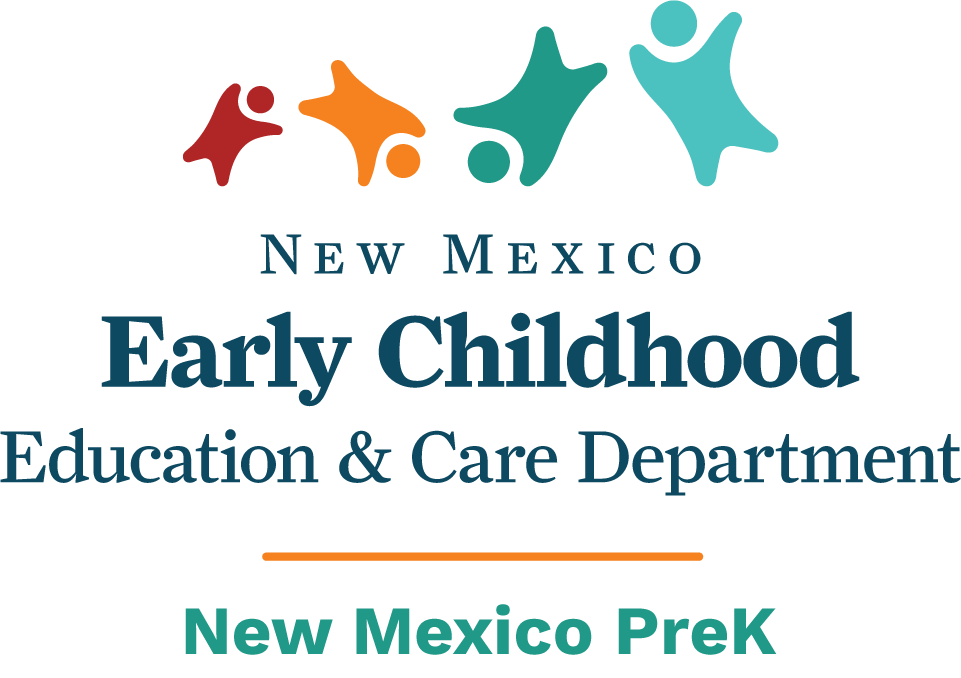 New Mexico
Early Childhood
Education & Care Department
New Mexico PreK